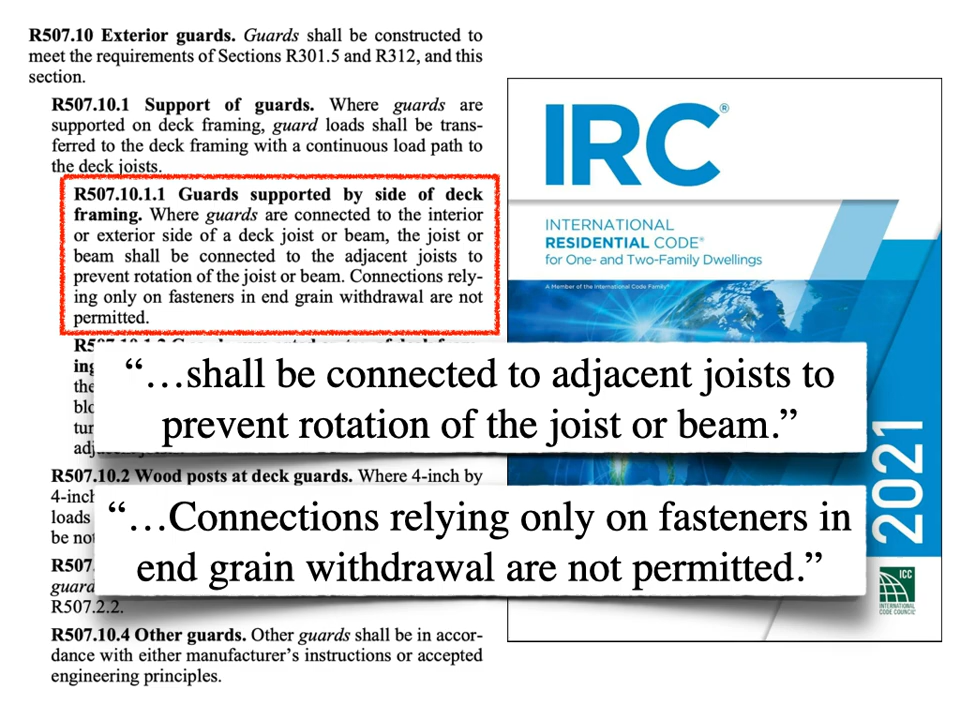 R507.10 Exterior guards. Guards shall be constructed to
meet the requirements of Sections R301.5 and R312, and this
section.
R507.10.1 Support of guards. Where guards are
supported on deck framing, guard loads shall be trans-
ferred to the deck framing with a continuous load path to
the deck joists.
R507.10.1.1 Guards supported by side of deck
framing. Where guards are connected to the interior
or exterior side of a deck joist or beam, the joist or
beam shall be connected to the adjacent joists to
prevent rotation of the joist or beam. Connections rely-
ing only on fasteners in end grain withdrawal are not
permitted.
ing
the
“…shall be connected to adjacent joists to
prevent rotation of the joist or beam.”
R507.10.2 Wood posts at deck guards. Where 4-inch by
4-inch
loads
be not
“…Connections relying only on fasteners in
end grain withdrawal are not permitted.”
R507.
R507.2.2.
R507.10.4 Other guards. Other guards shall be in accor-
dance with either manufacturer’s instructions or accepted
engineering principles.
IRC®
INTERNATIONAL
RESIDENTIAL CODE®
for One- and Two-Family Dwellings
A Member of the International Code Family®
2021
ICC
INTERNATIONAL
CODE COUNCIL